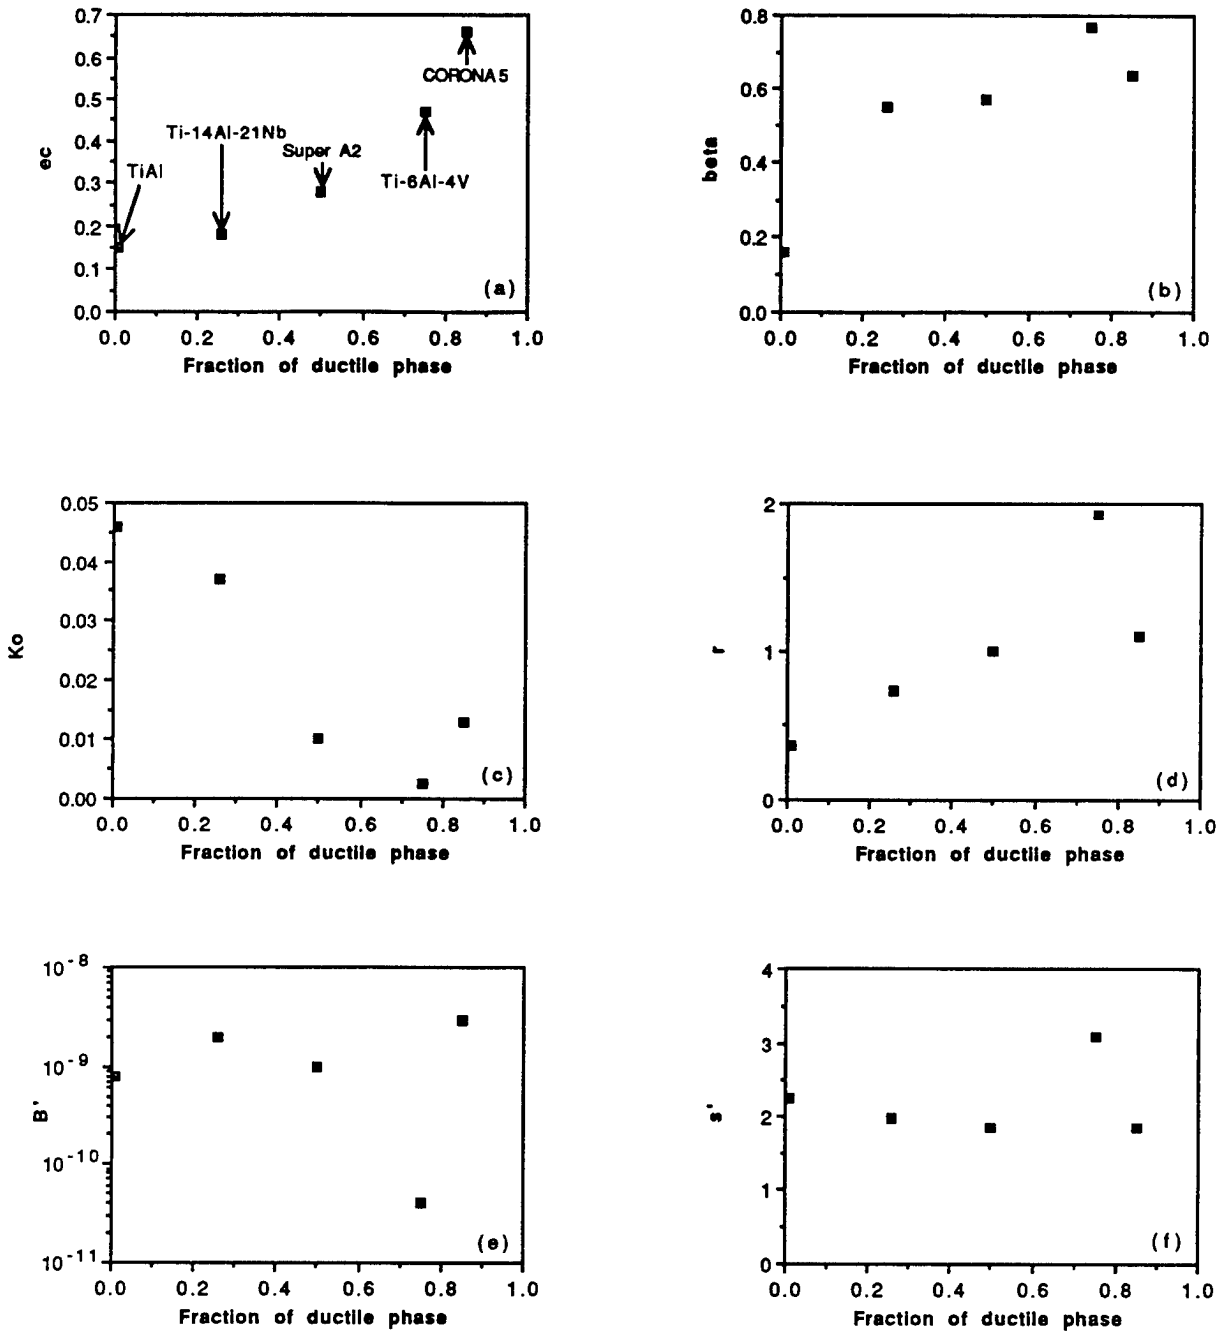 0.7
0.6
0.5
0.4
0.3
0.2
0.1
0.0
ec
TiAl
Ti-14Al-21Nb
Super A2
Ti-6Al-4V
CORONA 5
(a)
0.0 0.2 0.4 0.6 0.8 1.0
Fraction of ductile phase
0.8
0.6
0.4
0.2
0.0
beta
(b)
0.0 0.2 0.4 0.6 0.8 1.0
Fraction of ductile phase
0.05
0.04
0.03
0.02
0.01
0.00
Ko
(c)
0.0 0.2 0.4 0.6 0.8 1.0
Fraction of ductile phase
2
1
0
r
(d)
0.0 0.2 0.4 0.6 0.8 1.0
Fraction of ductile phase
10⁻⁸
10⁻⁹
10⁻¹⁰
10⁻¹¹
B'
(e)
0.0 0.2 0.4 0.6 0.8 1.0
Fraction of ductile phase
4
3
2
1
0
s'
(f)
0.0 0.2 0.4 0.6 0.8 1.0
Fraction of ductile phase